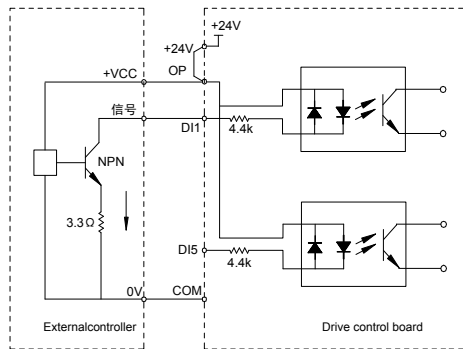 +24V
+24V
+VCC
OP
信号
DI1
4.4k
NPN
3.3Ω
DI5
4.4k
0V
COM
Externalcontroller
Drive control board